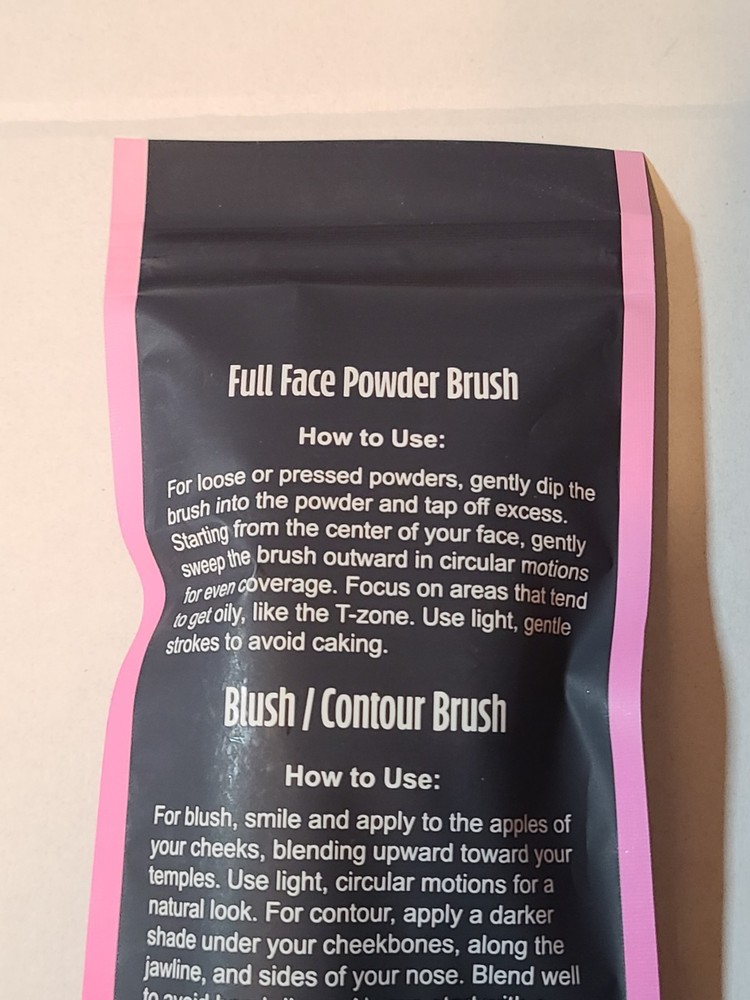 Full Face Powder Brush
How to Use:
For loose or pressed powders, gently dip the
brush into the powder and tap off excess.
Starting from the center of your face, gently
sweep the brush outward in circular motions
for even coverage. Focus on areas that tend
to get oily, like the T-zone. Use light, gentle
strokes to avoid caking.
Blush / Contour Brush
How to Use:
For blush, smile and apply to the apples of
your cheeks, blending upward toward your
temples. Use light, circular motions for a
natural look. For contour, apply a darker
shade under your cheekbones, along the
jawline, and sides of your nose. Blend well
to avoid